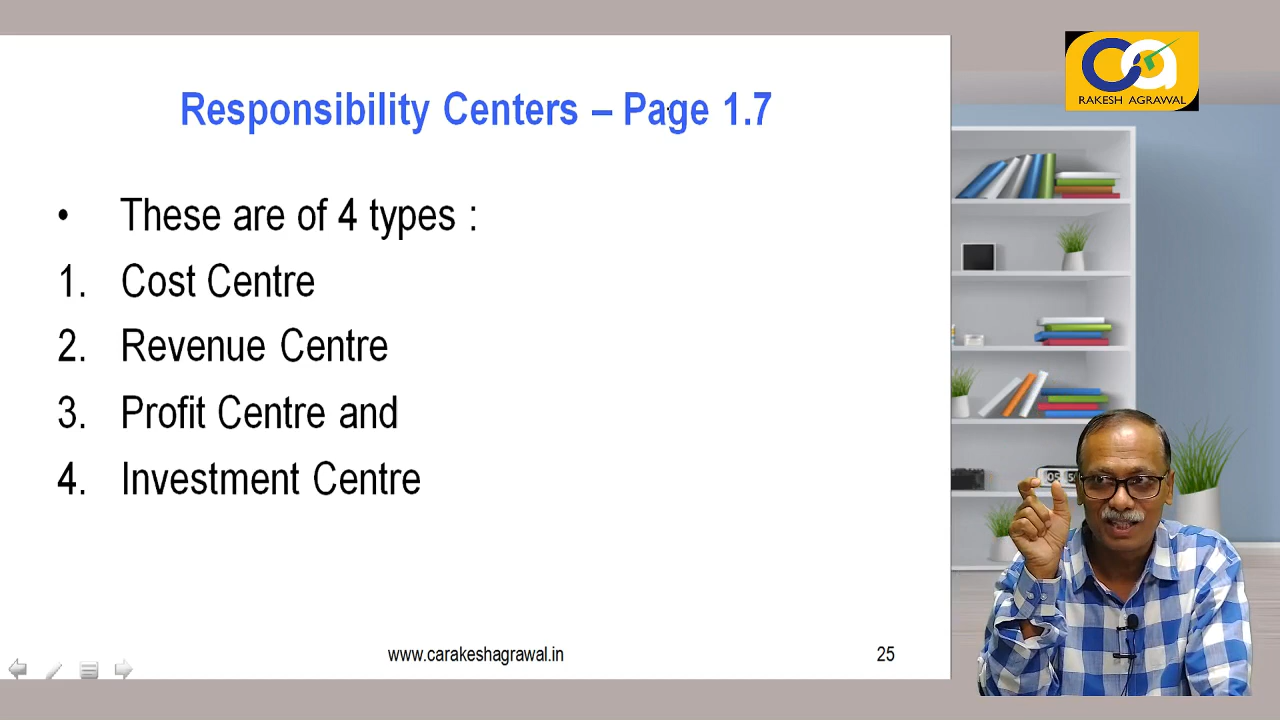 Responsibility Centers – Page 1.7
• These are of 4 types :
1. Cost Centre
2. Revenue Centre
3. Profit Centre and
4. Investment Centre
www.carakeshagrawal.in
25
ca
RAKESH AGRAWAL